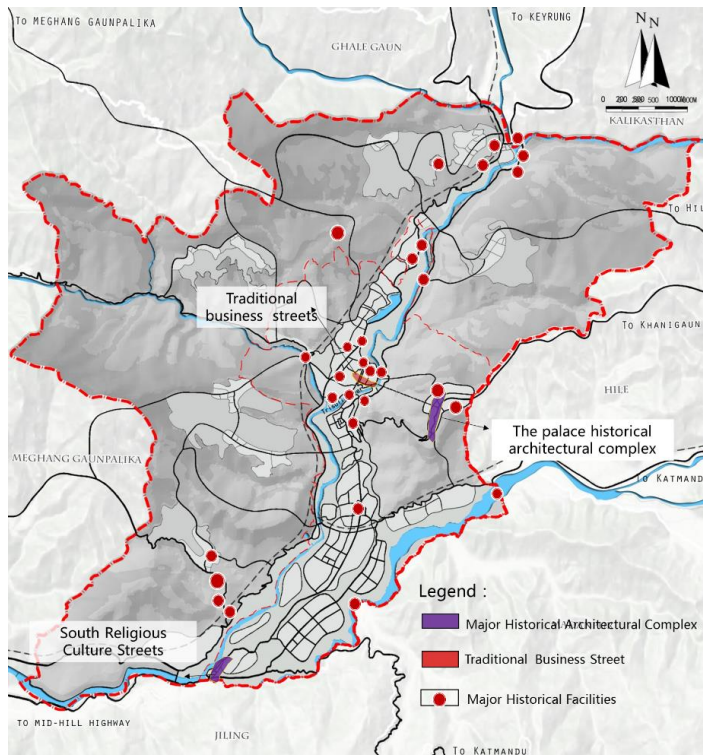 TO MEGHANG GAUNPALIKA
TO KEYRUNG
GHALE GAUN
N N
KALIKASTHAN
Traditional
business streets
TO KHANIGAUN
HILE
The palace historical
architectural complex
MEGHANG GAUNPALIKA
TO KATMAND
Legend :
Major Historical Architectural Complex
South Religious
Culture Streets
Traditional Business Street
Major Historical Facilities
TO MID-HILL HIGHWAY
JILING
TO KATMANDU